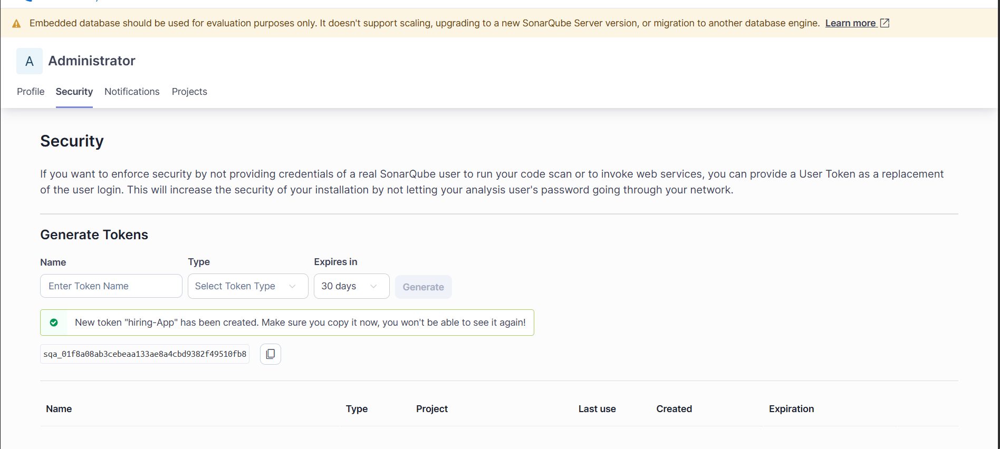 Embedded database should be used for evaluation purposes only. It doesn't support scaling, upgrading to a new SonarQube Server version, or migration to another database engine. Learn more
A Administrator
Profile Security Notifications Projects
Security
If you want to enforce security by not providing credentials of a real SonarQube user to run your code scan or to invoke web services, you can provide a User Token as a replacement
of the user login. This will increase the security of your installation by not letting your analysis user's password going through your network.
Generate Tokens
Name Type Expires in
Enter Token Name Select Token Type 30 days Generate
New token "hiring-App" has been created. Make sure you copy it now, you won't be able to see it again!
sqa_01f8a08ab3cebeaa133ae8a4cbd9382f49510fb8
Name Type Project Last use Created Expiration